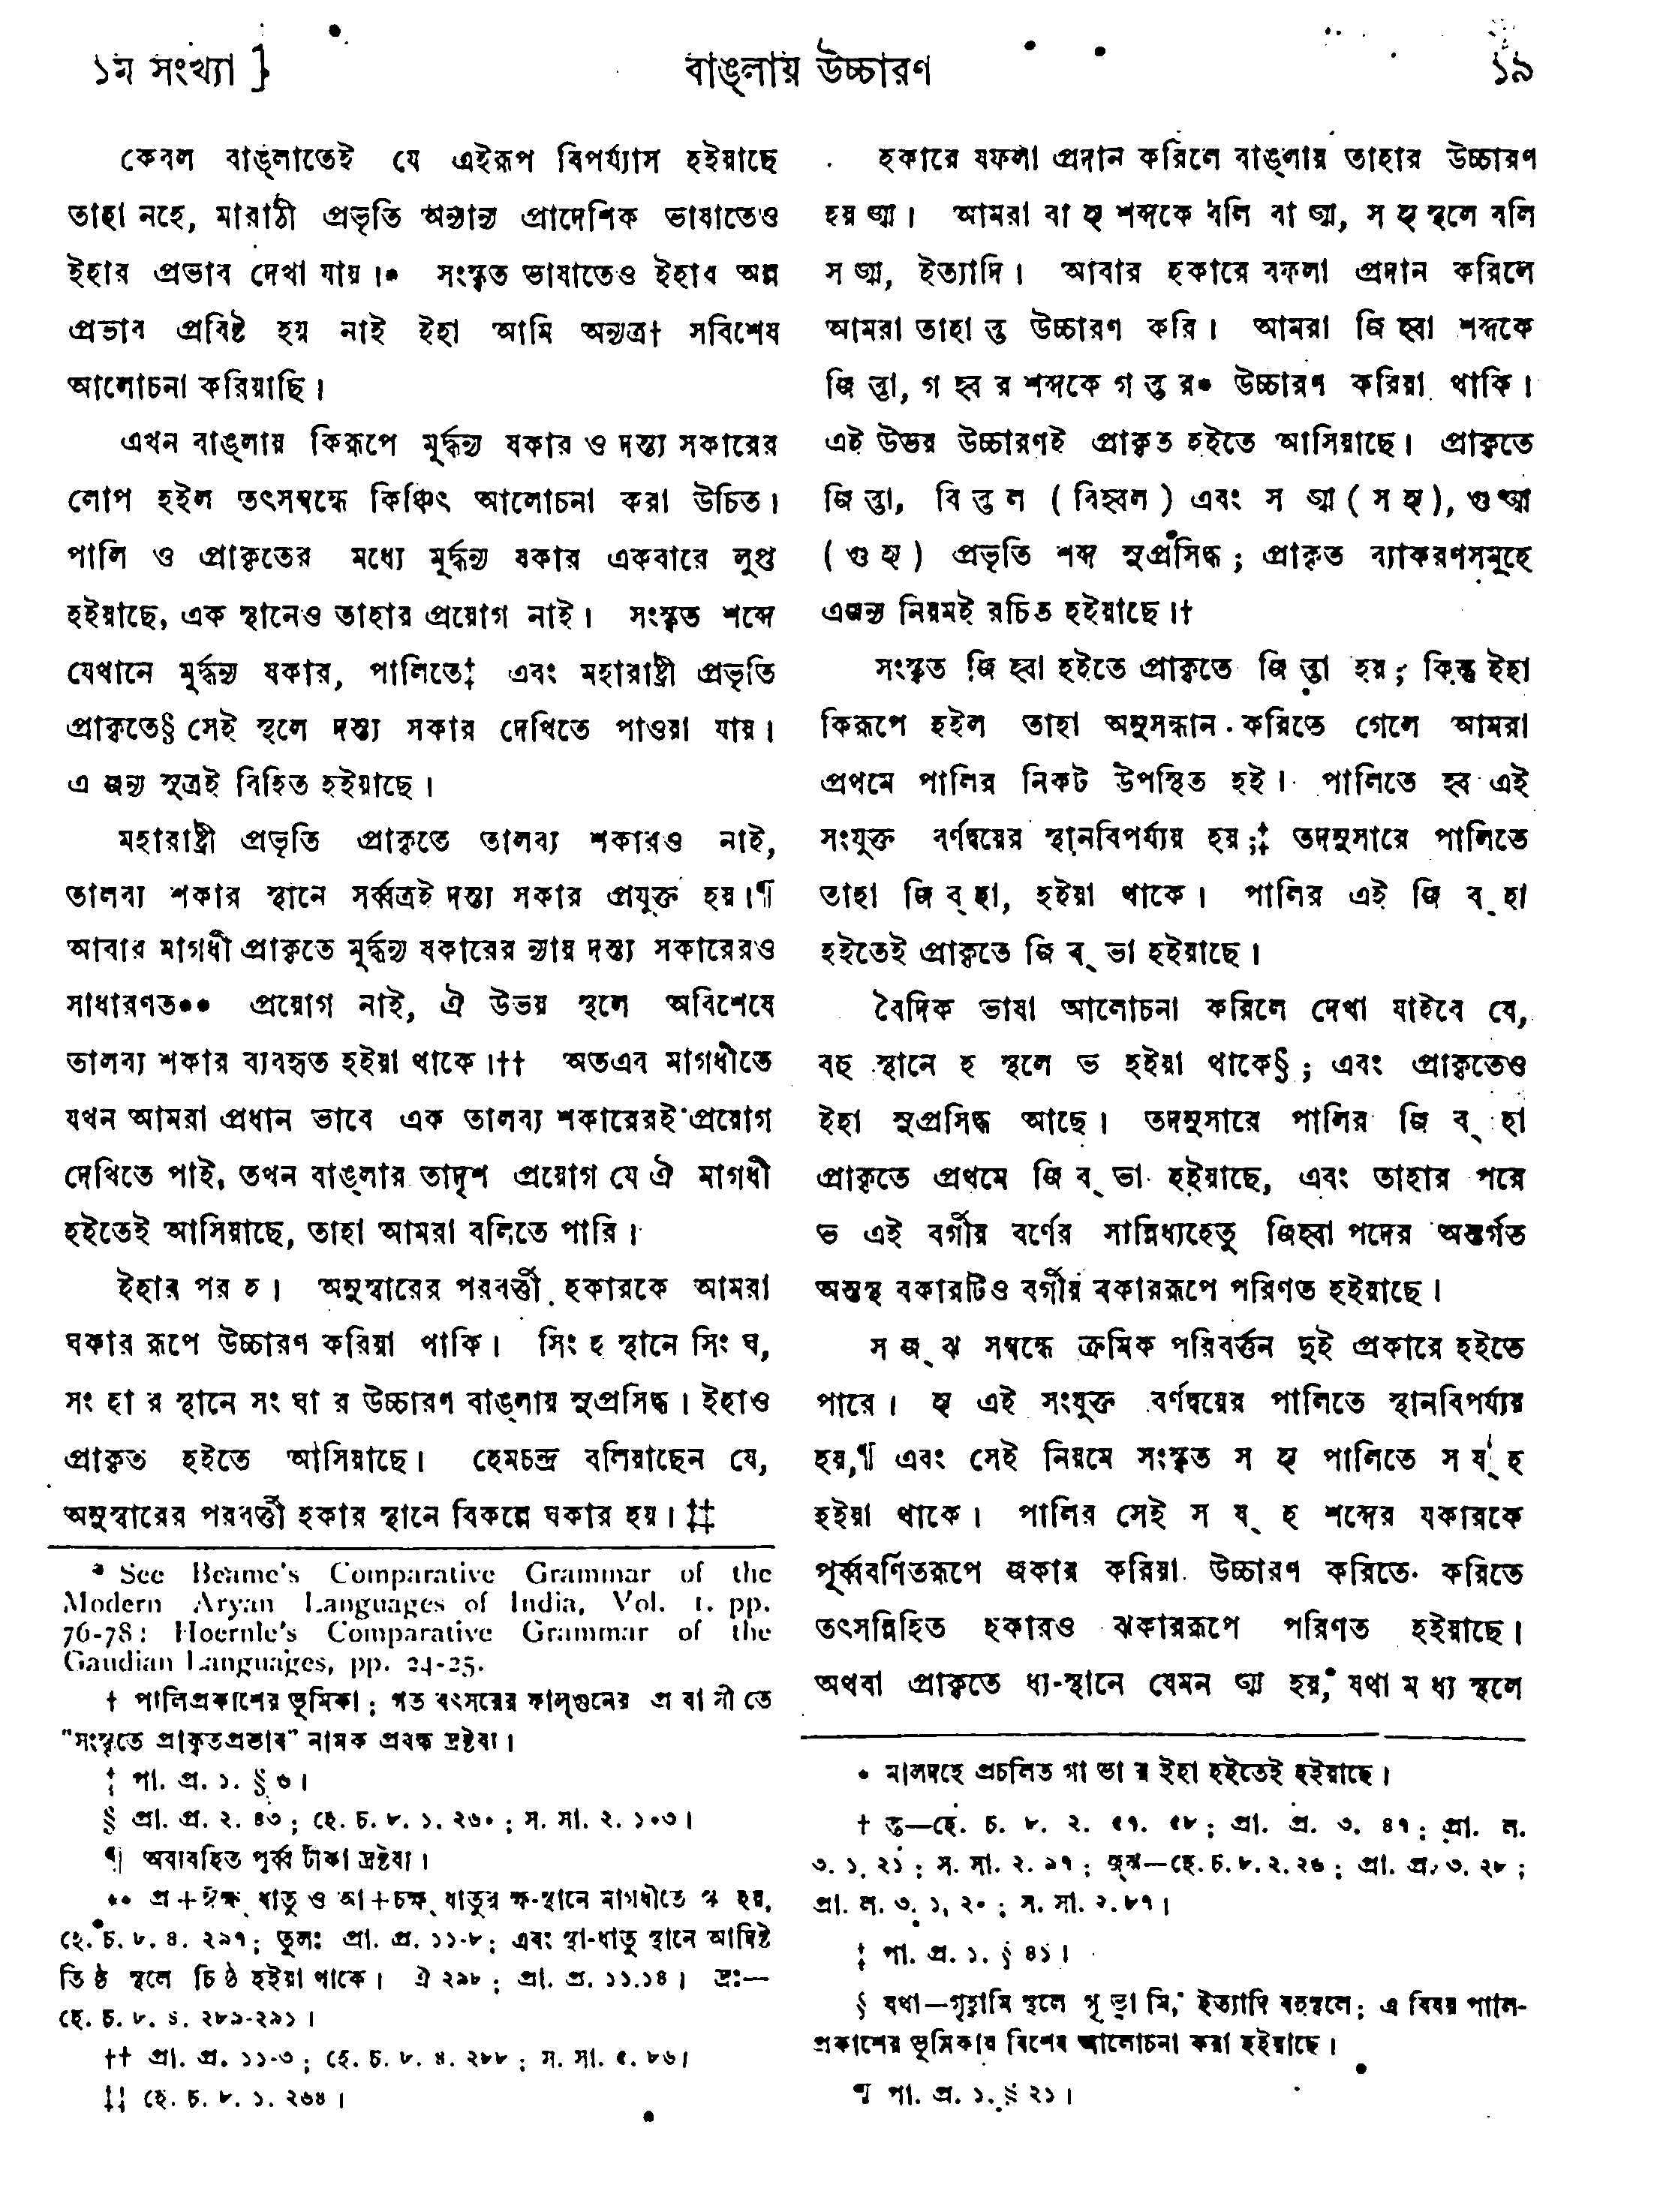 ১ম সংখ্যা ]
বাঙ্‌লায় উচ্চারণ
১৯
কেবল বাঙ্‌লাতেই যে এইরূপ বিপর্য্যাস হইয়াছে
তাহা নহে, মারাঠী প্রভৃতি অন্যান্য প্রাদেশিক ভাষাতেও
ইহার প্রভাব দেখা যায়।* সংস্কৃত ভাষাতেও ইহার অল্প
প্রভাব প্রবিষ্ট হয় নাই ইহা আমি অন্যত্র† সবিশেষ
আলোচনা করিয়াছি।
এখন বাঙ্‌লায় কিরূপে মূর্দ্ধন্য ষকার ও দন্ত্য সকারের
লোপ হইল তৎসম্বন্ধে কিঞ্চিৎ আলোচনা করা উচিত।
পালি ও প্রাকৃতের মধ্যে মূর্দ্ধন্য ষকার একবারে লুপ্ত
হইয়াছে, এক স্থানেও তাহার প্রয়োগ নাই। সংস্কৃত শব্দে
যেখানে মূর্দ্ধন্য ষকার, পালিতে‡ এবং মহারাষ্ট্রী প্রভৃতি
প্রাকৃতে§ সেই স্থলে দন্ত্য সকার দেখিতে পাওয়া যায়।
এ জন্য সূত্রই বিহিত হইয়াছে।
মহারাষ্ট্রী প্রভৃতি প্রাকৃতে তালব্য শকারও নাই,
তালব্য শকার স্থানে সর্ব্বত্রই দন্ত্য সকার প্রযুক্ত হয়।¶
আবার মাগধী প্রাকৃতে মূর্দ্ধন্য ষকারের ন্যায় দন্ত্য সকারেরও
সাধারণত** প্রয়োগ নাই, ঐ উভয় স্থলে অবিশেষে
তালব্য শকার ব্যবহৃত হইয়া থাকে।†† অতএব মাগধীতে
যখন আমরা প্রধান ভাবে এক তালব্য শকারেরই প্রয়োগ
দেখিতে পাই, তখন বাঙ্‌লার তাদৃশ প্রয়োগ যে ঐ মাগধী
হইতেই আসিয়াছে, তাহা আমরা বলিতে পারি।
ইহার পর হ। অনুস্বারের পরবর্ত্তী হকারকে আমরা
ঘকার রূপে উচ্চারণ করিয়া থাকি। সিং হ স্থানে সিং ঘ,
সং হা র স্থানে সং ঘা র উচ্চারণ বাঙ্‌লায় সুপ্রসিদ্ধ। ইহাও
প্রাকৃত হইতে আসিয়াছে। হেমচন্দ্র বলিয়াছেন যে,
অনুস্বারের পরবর্ত্তী হকার স্থানে বিকল্পে ঘকার হয়।‡‡
* See Beame's Comparative Grammar of the
Modern Aryan Languages of India, Vol. 1. pp.
76-78: Hoernle's Comparative Grammar of the
Gaudian Languages, pp. 24-25.
† পালিপ্রকাশের ভূমিকা; গত বৎসরের ফাল্গুনের প্র বা সী তে
"সংস্কৃতে প্রাকৃতপ্রভাব" নামক প্রবন্ধ দ্রষ্টব্য।
‡ পা. প্র. ১. § ৬।
§ প্রা. প্র. ২. ৪৩; হে. চ. ৮. ১. ২৬০; স. সা. ২. ১০৩।
¶ অব্যবহিত পূর্ব্ব টীকা দ্রষ্টব্য।
** প্র+ঈক্ষ্ ধাতু ও আ+চক্ষ্ ধাতুর ক্ষ-স্থানে মাগধীতে স্ক হয়,
হে. চ. ৮. ৪. ২৯৭; তুলঃ প্রা. প্র. ১১-৮; এবং স্থা-ধাতু স্থানে আদিষ্ট
তি ষ্ঠ স্থলে চি ষ্ঠ হইয়া থাকে। ঐ ২৯৮; প্রা. প্র. ১১.১৪। দ্রঃ—
হে. চ. ৮. ৪. ২৮৯-২৯১।
†† প্রা. প্র. ১১-৩; হে. চ. ৮. ৪. ২৮৮; স. সা. ৫. ৮৬।
‡‡ হে. চ. ৮. ১. ২৬৪।
হকারে যফলা প্রদান করিলে বাঙ্‌লায় তাহার উচ্চারণ
হয় জ্ঝ। আমরা বা হ্য শব্দকে বলি বা জ্ঝ, স হ্য স্থলে বলি
স জ্ঝ, ইত্যাদি। আবার হকারে বফলা প্রদান করিলে
আমরা তাহা ব্ভ উচ্চারণ করি। আমরা জি হ্বা শব্দকে
জি ব্ভা, গ হ্ব র শব্দকে গ ব্ভ র* উচ্চারণ করিয়া থাকি।
এই উভয় উচ্চারণই প্রাকৃত হইতে আসিয়াছে। প্রাকৃতে
জি ব্ভা, বি ব্ভ ল (বিহ্বল) এবং স জ্ঝ (স হ্য), গু জ্ঝ
(গু হ্য) প্রভৃতি শব্দ সুপ্রসিদ্ধ; প্রাকৃত ব্যাকরণসমূহে
এজন্য নিয়মই রচিত হইয়াছে।†
সংস্কৃত জি হ্বা হইতে প্রাকৃতে জি ব্ভা হয়; কিন্তু ইহা
কিরূপে হইল তাহা অনুসন্ধান করিতে গেলে আমরা
প্রথমে পালির নিকট উপস্থিত হই। পালিতে হ্ব এই
সংযুক্ত বর্ণদ্বয়ের স্থানবিপর্য্যয় হয়;‡ তদনুসারে পালিতে
তাহা জি ব্ হা, হইয়া থাকে। পালির এই জি ব্ হা
হইতেই প্রাকৃতে জি ব্ ভা হইয়াছে।
বৈদিক ভাষা আলোচনা করিলে দেখা যাইবে যে,
বহু স্থানে হ স্থলে ভ হইয়া থাকে§; এবং প্রাকৃতেও
ইহা সুপ্রসিদ্ধ আছে। তদনুসারে পালির জি ব্ হা
প্রাকৃতে প্রথমে জি ব্ ভা হইয়াছে, এবং তাহার পরে
ভ এই বর্গীয় বর্ণের সান্নিধ্যহেতু জিহ্বা পদের অন্তর্গত
অন্তস্থ বকারটিও বর্গীয় বকাররূপে পরিণত হইয়াছে।
স জ্ ঝ সম্বন্ধে ক্রমিক পরিবর্ত্তন দুই প্রকারে হইতে
পারে। হ্য এই সংযুক্ত বর্ণদ্বয়ের পালিতে স্থানবিপর্য্যয়
হয়,¶ এবং সেই নিয়মে সংস্কৃত স হ্য পালিতে স য্ হ
হইয়া থাকে। পালির সেই স য্ হ শব্দের যকারকে
পূর্ব্ববর্ণিতরূপে জকার করিয়া উচ্চারণ করিতে করিতে
তৎসন্নিহিত হকারও ঝকাররূপে পরিণত হইয়াছে।
অথবা প্রাকৃতে ধ্য-স্থানে যেমন জ্ঝ হয়, যথা ম ধ্য স্থলে
* মালদহে প্রচলিত গা ভা র ইহা হইতেই হইয়াছে।
† ব্ভ—হে. চ. ৮. ২. ৫৭. ৫৮; প্রা. প্র. ৩. ৪৭; প্রা. ল.
৩. ১, ২১; স. সা. ২. ৯৭; জ্ঝ—হে. চ. ৮. ২. ২৬; প্রা. প্র. ৩. ২৮;
প্রা. ল. ৩. ১, ২০; স. সা. ২. ৮৭।
‡ পা. প্র. ১. § ৪১।
§ যথা—গৃহ্ণামি স্থলে গৃ ভ্ণা মি, ইত্যাদি বহুস্থলে; এ বিষয় পালি-
প্রকাশের ভূমিকায় বিশেষ আলোচনা করা হইয়াছে।
¶ পা. প্র. ১. § ২১।